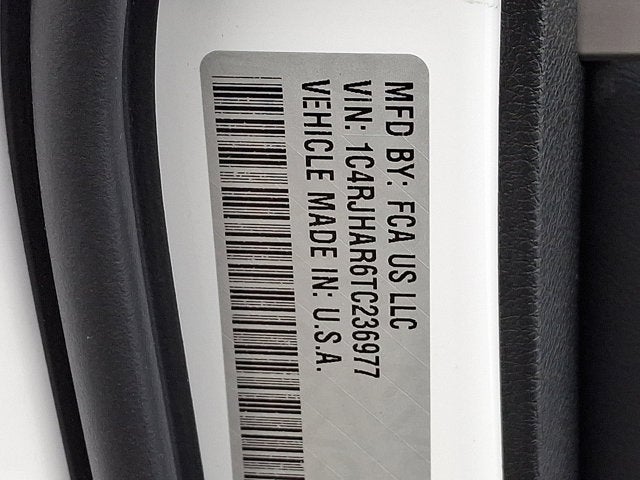 MFD BY: FCA US LLC
VIN: 1C4RJHAR6TC236977
VEHICLE MADE IN: U.S.A.